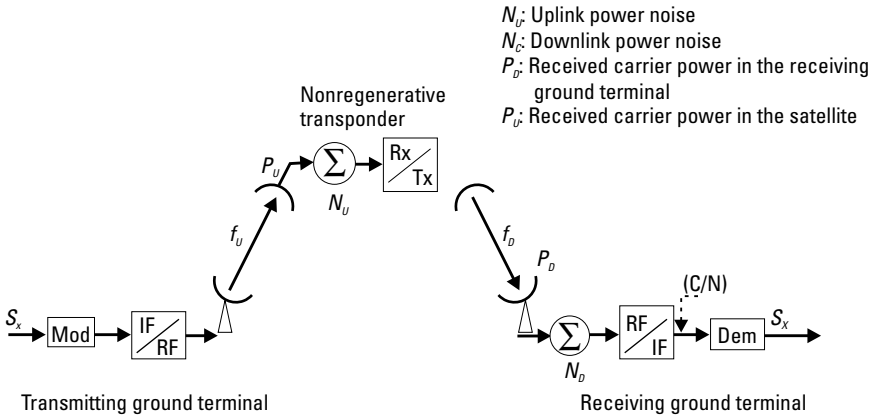 N_U: Uplink power noise
N_C: Downlink power noise
P_D: Received carrier power in the receiving
ground terminal
P_U: Received carrier power in the satellite
Nonregenerative
transponder
P_U
Σ
Rx
Tx
N_U
f_U
f_D
P_D
(C/N)
S_x
Mod
IF
RF
Σ
RF
IF
Dem
S_x
N_D
Transmitting ground terminal
Receiving ground terminal